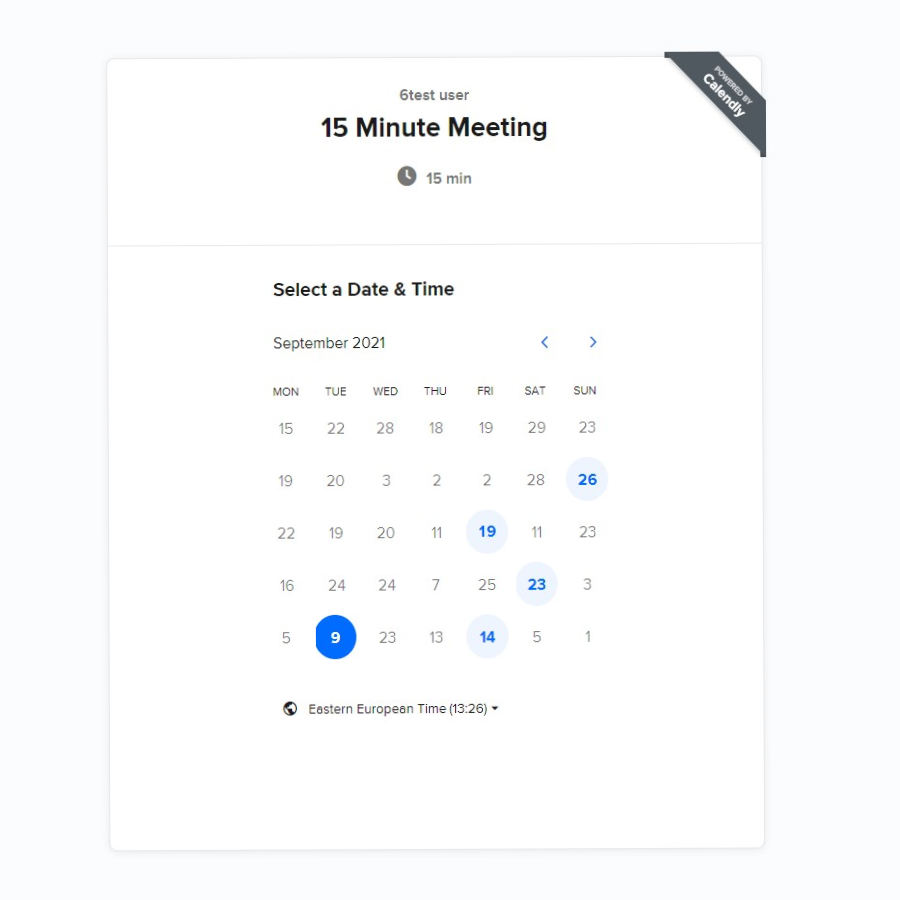 POWERED BY
Calendly
6test user
15 Minute Meeting
15 min
Select a Date & Time
September 2021
MON TUE WED THU FRI SAT SUN
15 22 28 18 19 29 23
19 20 3 2 2 28 26
22 19 20 11 19 11 23
16 24 24 7 25 23 3
5 9 23 13 14 5 1
Eastern European Time (13:26)